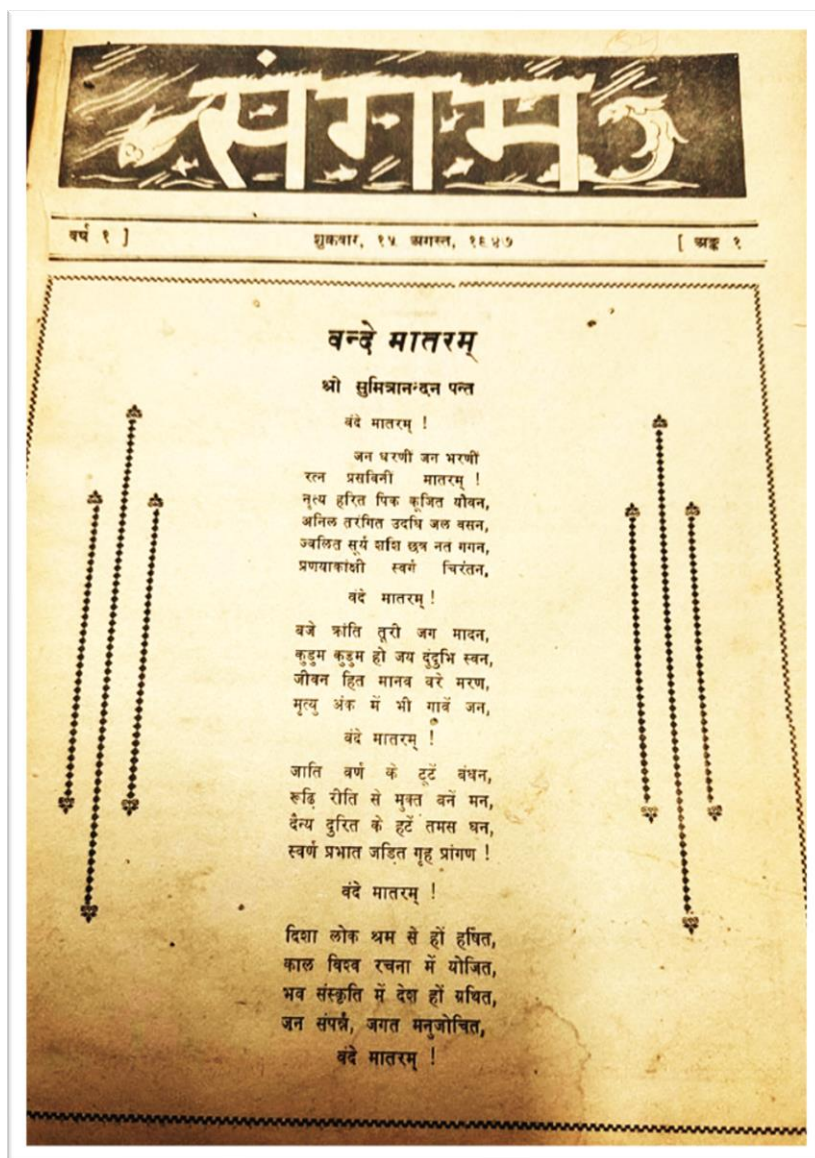 संगम
वर्ष १ ]
शुक्रवार, १५ अगस्त, १९४७
[ अङ्क १
वन्दे मातरम्
श्री सुमित्रानन्दन पन्त
वंदे मातरम् !
जन धरणीं जन भरणीं
रत्न प्रसविनीं मातरम् !
नृत्य हरित पिक कूजित यौवन,
अनिल तरंगित उदधि जल वसन,
ज्वलित सूर्य शशि छत्र नत गगन,
प्रणयाकांक्षी स्वर्ग चिरंतन,
वंदे मातरम् !
बजे क्रांति तूरी जग मादन,
कुडुम कुडुम हो जय दुंदुभि स्वन,
जीवन हित मानव वरे मरण,
मृत्यु अंक में भी गावें जन,
वंदे मातरम् !
जाति वर्ण के टूटें बंधन,
रूढ़ि रीति से मुक्त बनें मन,
दैन्य दुरित के हटें तमस घन,
स्वर्ण प्रभात जड़ित गृह प्रांगण !
वंदे मातरम् !
दिशा लोक श्रम से हों हर्षित,
काल विश्व रचना में योजित,
भव संस्कृति में देश हों ग्रथित,
जन संपन्न, जगत मनुजोचित,
वंदे मातरम् !